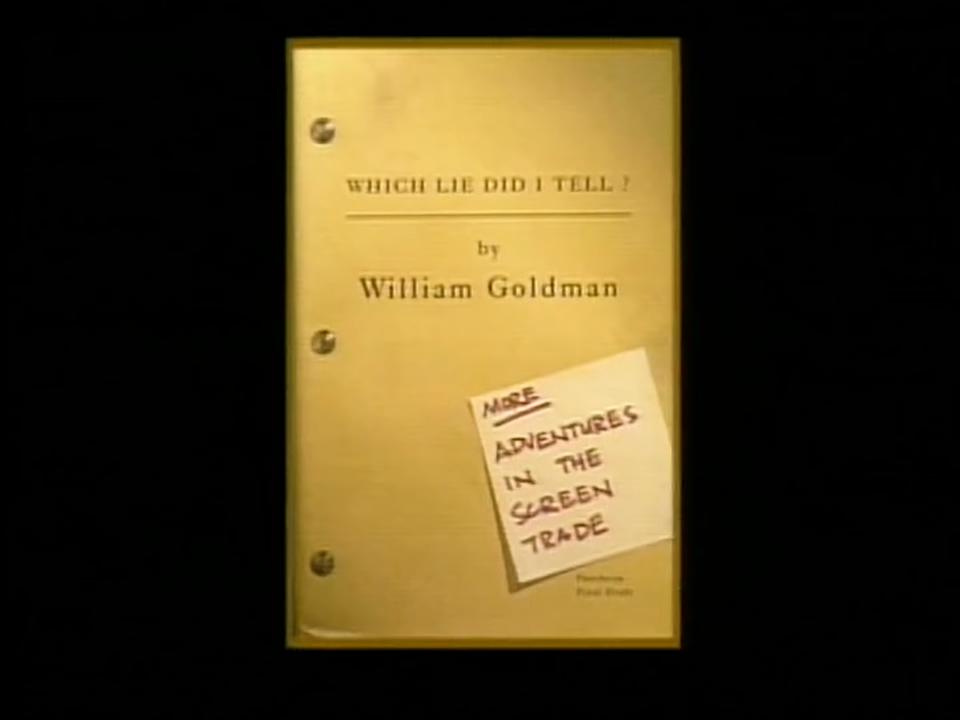 WHICH LIE DID I TELL ?
by
William Goldman
MORE
ADVENTURES
IN THE
SCREEN
TRADE